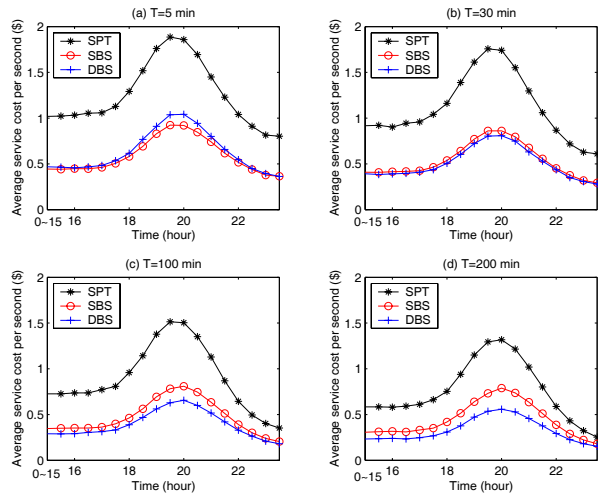 (a) T=5 min
Average service cost per second ($)
2
1.5
1
0.5
0
SPT
SBS
DBS
0~15 16 18 20 22
Time (hour)
(b) T=30 min
Average service cost per second ($)
2
1.5
1
0.5
0
SPT
SBS
DBS
0~15 16 18 20 22
Time (hour)
(c) T=100 min
Average service cost per second ($)
2
1.5
1
0.5
0
SPT
SBS
DBS
0~15 16 18 20 22
Time (hour)
(d) T=200 min
Average service cost per second ($)
2
1.5
1
0.5
0
SPT
SBS
DBS
0~15 16 18 20 22
Time (hour)